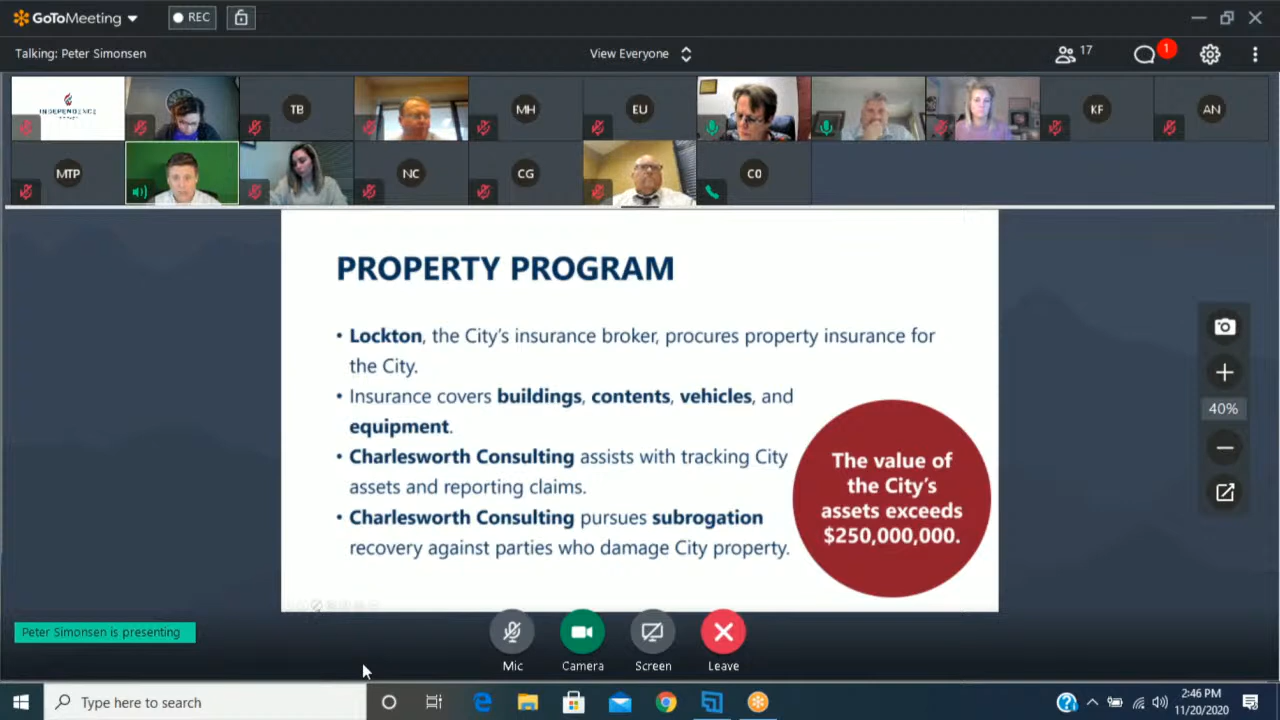 GoToMeeting
REC
Talking: Peter Simonsen
View Everyone
17
1
INDEPENDENCE
TB
MH
EU
KF
AN
MTP
NC
CG
C0
PROPERTY PROGRAM
• Lockton, the City's insurance broker, procures property insurance for
the City.
• Insurance covers buildings, contents, vehicles, and
equipment.
• Charlesworth Consulting assists with tracking City
assets and reporting claims.
• Charlesworth Consulting pursues subrogation
recovery against parties who damage City property.
The value of
the City's
assets exceeds
$250,000,000.
40%
Peter Simonsen is presenting
Mic
Camera
Screen
Leave
Type here to search
2:46 PM
11/20/2020